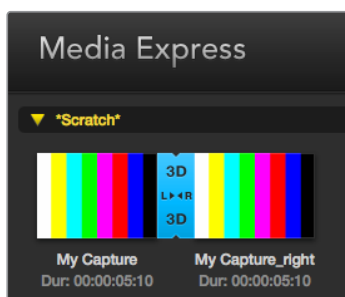 Media Express
*Scratch*
3D
L▶◀R
3D
My Capture My Capture_right
Dur: 00:00:05:10 Dur: 00:00:05:10